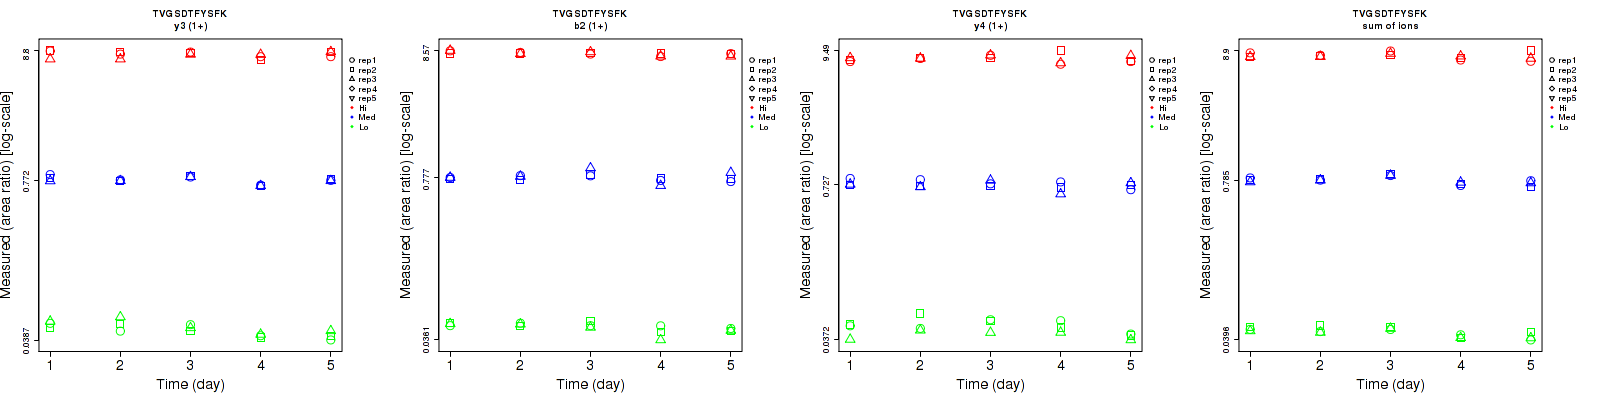 TVGSDTFYSFK
y3 (1+)
Measured (area ratio) [log-scale]
8.8
0.772
0.0387
1 2 3 4 5
Time (day)
rep1
rep2
rep3
rep4
rep5
Hi
Med
Lo
TVGSDTFYSFK
b2 (1+)
Measured (area ratio) [log-scale]
8.57
0.777
0.0361
1 2 3 4 5
Time (day)
rep1
rep2
rep3
rep4
rep5
Hi
Med
Lo
TVGSDTFYSFK
y4 (1+)
Measured (area ratio) [log-scale]
9.49
0.727
0.0372
1 2 3 4 5
Time (day)
rep1
rep2
rep3
rep4
rep5
Hi
Med
Lo
TVGSDTFYSFK
sum of ions
Measured (area ratio) [log-scale]
8.9
0.785
0.0396
1 2 3 4 5
Time (day)
rep1
rep2
rep3
rep4
rep5
Hi
Med
Lo